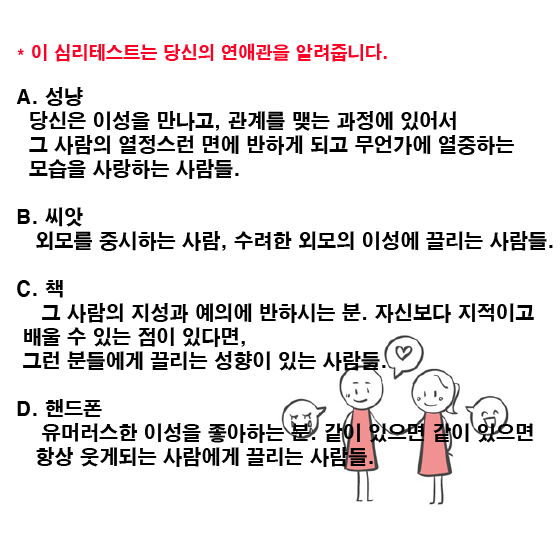 * 이 심리테스트는 당신의 연애관을 알려줍니다.
A. 성냥
당신은 이성을 만나고, 관계를 맺는 과정에 있어서
그 사람의 열정스런 면에 반하게 되고 무언가에 열중하는
모습을 사랑하는 사람들.
B. 씨앗
외모를 중시하는 사람, 수려한 외모의 이성에 끌리는 사람들.
C. 책
그 사람의 지성과 예의에 반하시는 분. 자신보다 지적이고
배울 수 있는 점이 있다면,
그런 분들에게 끌리는 성향이 있는 사람들.
D. 핸드폰
유머러스한 이성을 좋아하는 분. 같이 있으면 같이 있으면
항상 웃게되는 사람에게 끌리는 사람들.